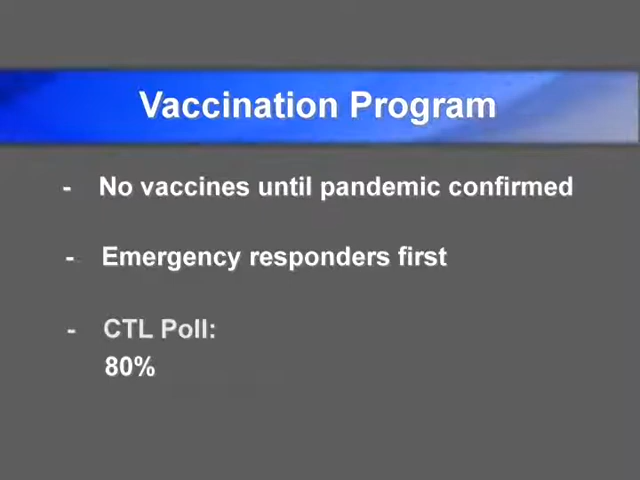 Vaccination Program
- No vaccines until pandemic confirmed
- Emergency responders first
- CTL Poll:
80%